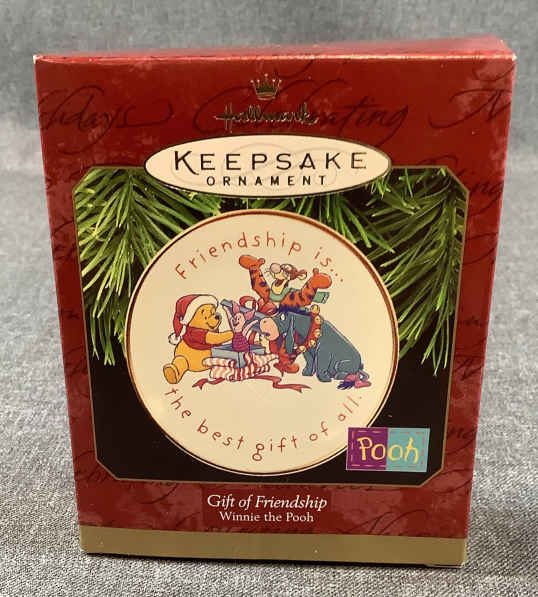 Hallmark
KEEPSAKE
ORNAMENT
Friendship is...
the best gift of all.
Pooh
Gift of Friendship
Winnie the Pooh